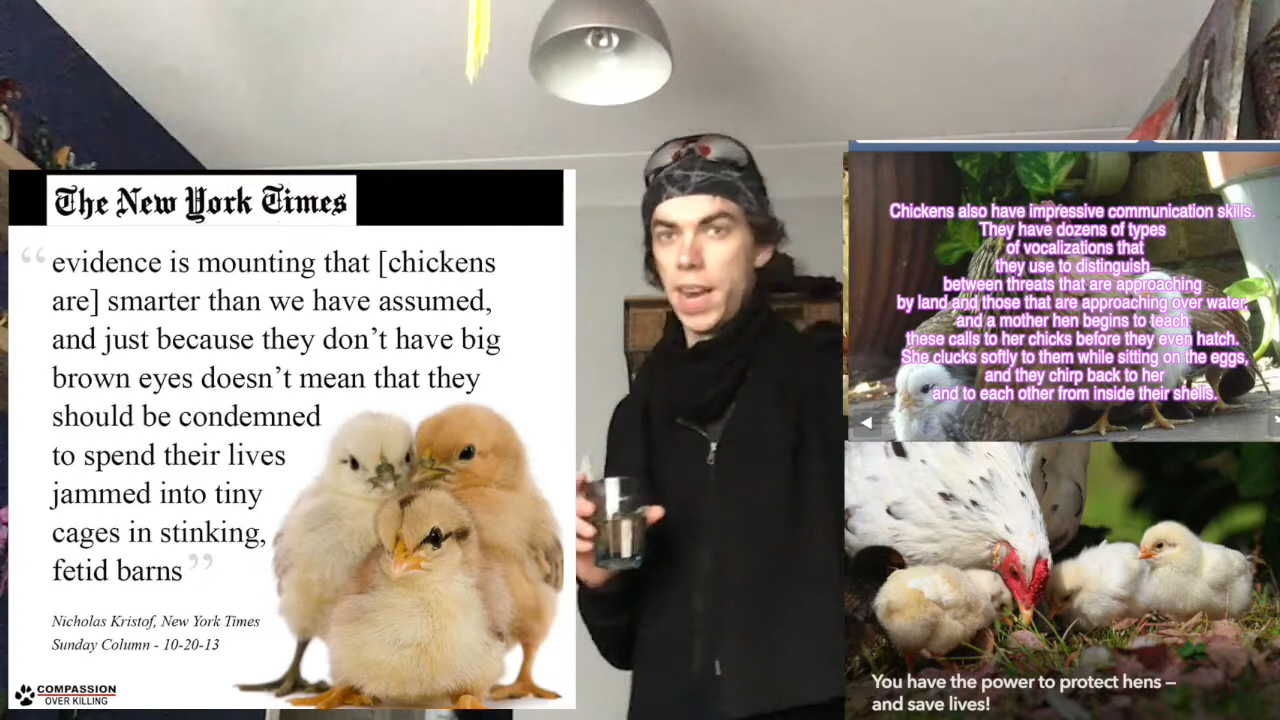 The New York Times
“ evidence is mounting that [chickens
are] smarter than we have assumed,
and just because they don’t have big
brown eyes doesn’t mean that they
should be condemned
to spend their lives
jammed into tiny
cages in stinking,
fetid barns ”
Nicholas Kristof, New York Times
Sunday Column - 10-20-13
COMPASSION
OVER KILLING
Chickens also have impressive communication skills.
They have dozens of types
of vocalizations that
they use to distinguish
between threats that are approaching
by land and those that are approaching over water,
and a mother hen begins to teach
these calls to her chicks before they even hatch.
She clucks softly to them while sitting on the eggs,
and they chirp back to her
and to each other from inside their shells.
You have the power to protect hens –
and save lives!